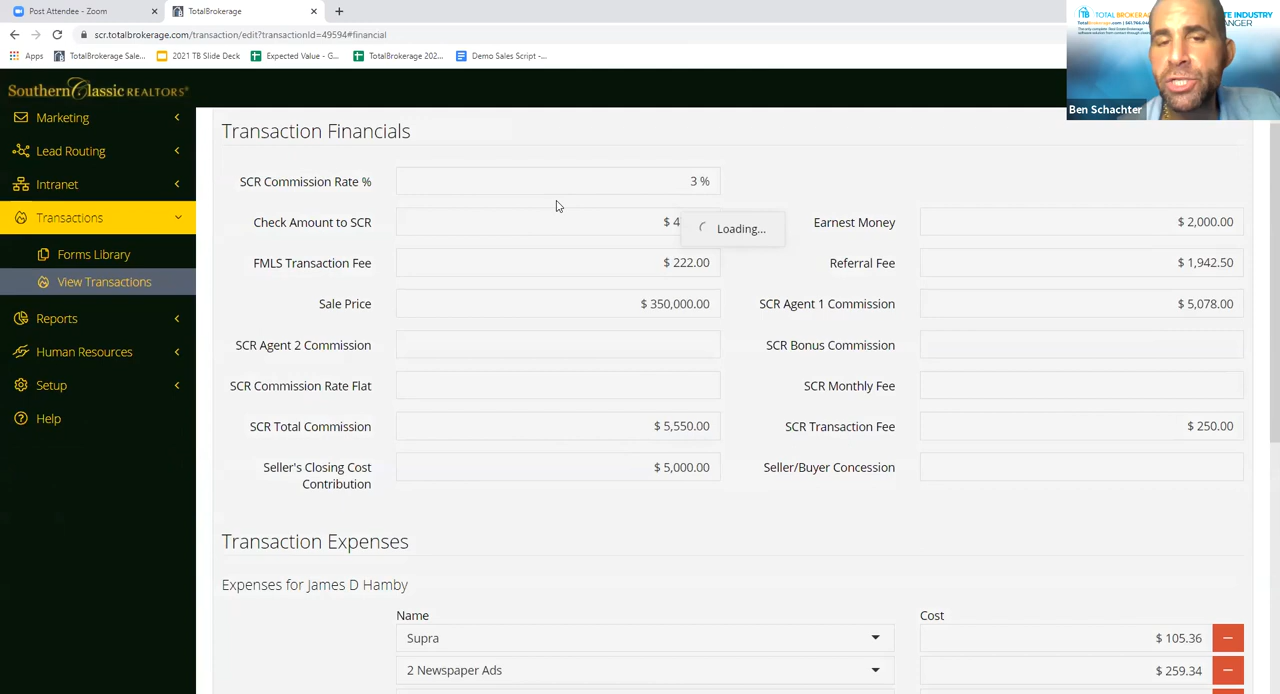 Post Attendee - Zoom
TotalBrokerage
scr.totalbrokerage.com/transaction/edit?transactionId=49594#financials
Apps
TotalBrokerage Sale...
2021 TB Slide Deck
Expected Value - G...
TotalBrokerage 202...
Demo Sales Script -...
TOTAL BROKERAGE
TotalBrokerage.com
INDUSTRY
Ben Schachter
Southern Classic REALTORS
Marketing
Lead Routing
Intranet
Transactions
Forms Library
View Transactions
Reports
Human Resources
Setup
Help
Transaction Financials
SCR Commission Rate % 3 %
Check Amount to SCR $ 4
Loading...
Earnest Money $ 2,000.00
FMLS Transaction Fee $ 222.00
Referral Fee $ 1,942.50
Sale Price $ 350,000.00
SCR Agent 1 Commission $ 5,078.00
SCR Agent 2 Commission
SCR Bonus Commission
SCR Commission Rate Flat
SCR Monthly Fee
SCR Total Commission $ 5,550.00
SCR Transaction Fee $ 250.00
Seller's Closing Cost
Contribution
$ 5,000.00
Seller/Buyer Concession
Transaction Expenses
Expenses for James D Hamby
Name Cost
Supra $ 105.36
2 Newspaper Ads $ 259.34